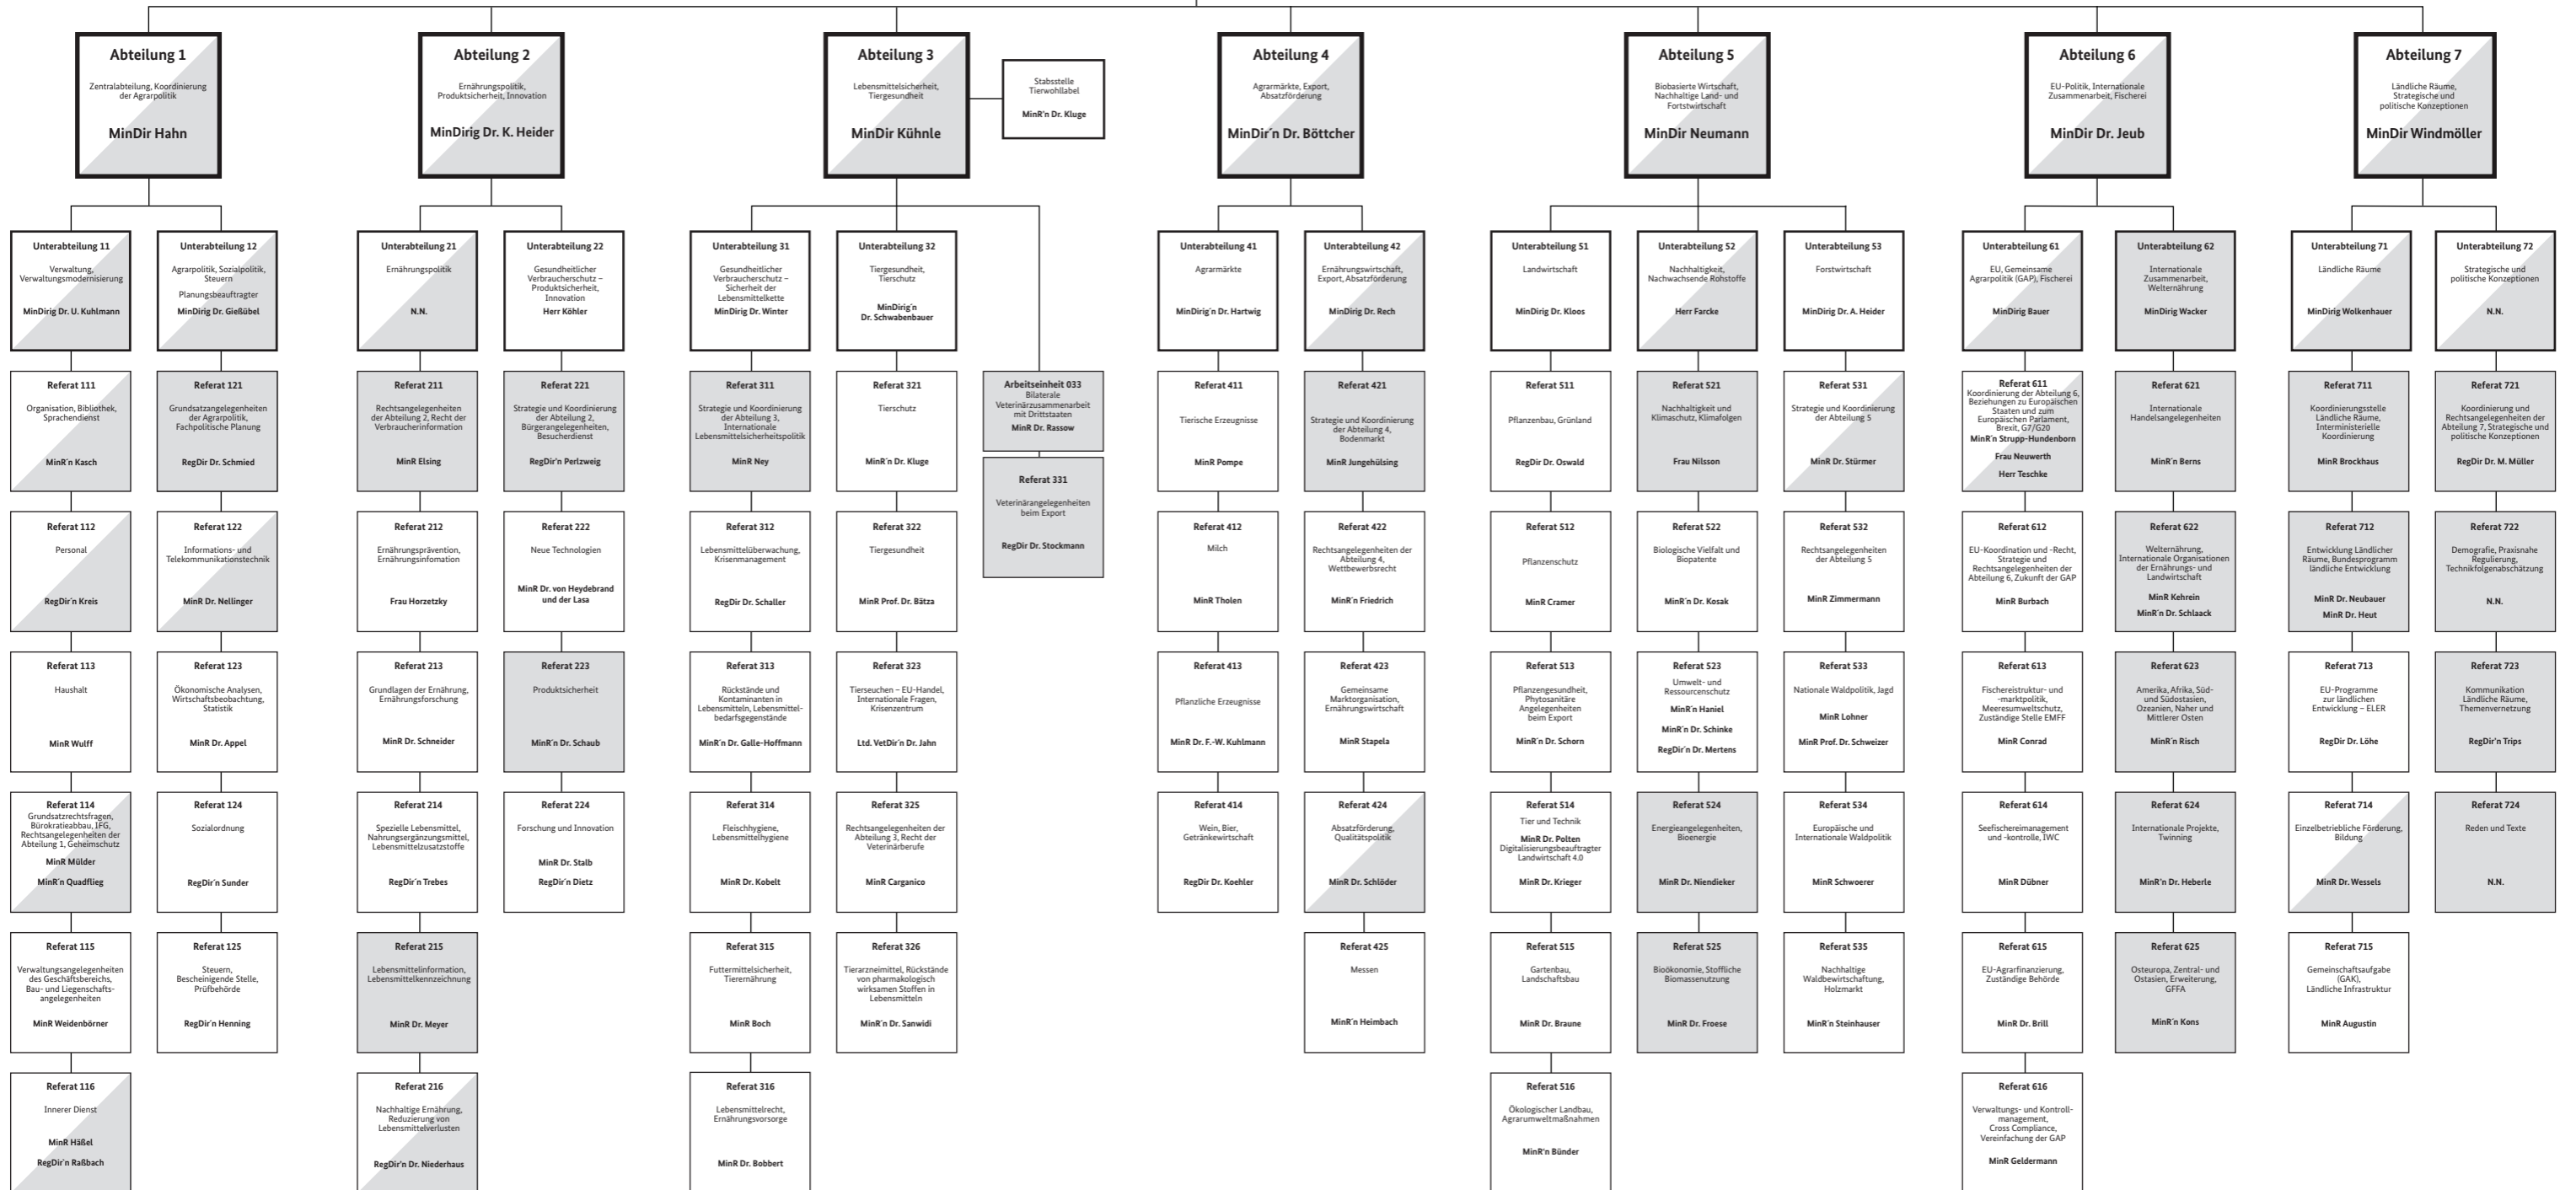 Abteilung 1
Zentralabteilung, Koordinierung
der Agrarpolitik
MinDir Hahn
Abteilung 2
Ernährungspolitik,
Produktsicherheit, Innovation
MinDirig Dr. K. Heider
Abteilung 3
Lebensmittelsicherheit,
Tiergesundheit
MinDir Kühnle
Stabsstelle
Tierwohllabel
MinR'n Dr. Kluge
Abteilung 4
Agrarmärkte, Export,
Absatzförderung
MinDir´n Dr. Böttcher
Abteilung 5
Biobasierte Wirtschaft,
Nachhaltige Land- und
Fortstwirtschaft
MinDir Neumann
Abteilung 6
EU-Politik, Internationale
Zusammenarbeit, Fischerei
MinDir Dr. Jeub
Abteilung 7
Ländliche Räume,
Strategische und
politische Konzeptionen
MinDir Windmöller
Unterabteilung 11
Verwaltung,
Verwaltungsmodernisierung
MinDirig Dr. U. Kuhlmann
Referat 111
Organisation, Bibliothek,
Sprachendienst
MinR´n Kasch
Referat 112
Personal
RegDir´n Kreis
Referat 113
Haushalt
MinR Wulff
Referat 114
Grundsatzrechtsfragen,
Bürokratieabbau, IFG,
Rechtsangelegenheiten der
Abteilung 1, Geheimschutz
MinR Mülder
MinR´n Quadflieg
Referat 115
Verwaltungsangelegenheiten
des Geschäftsbereichs,
Bau- und Liegenschafts-
angelegenheiten
MinR Weidenbörner
Referat 116
Innerer Dienst
MinR Häßel
RegDir´n Raßbach
Unterabteilung 12
Agrarpolitik, Sozialpolitik,
Steuern
Planungsbeauftragter
MinDirig Dr. Gießübel
Referat 121
Grundsatzangelegenheiten
der Agrarpolitik,
Fachpolitische Planung
RegDir Dr. Schmied
Referat 122
Informations- und
Telekommunikationstechnik
MinR Dr. Nellinger
Referat 123
Ökonomische Analysen,
Wirtschaftsbeobachtung,
Statistik
MinR Dr. Appel
Referat 124
Sozialordnung
RegDir´n Sunder
Referat 125
Steuern,
Bescheinigende Stelle,
Prüfbehörde
RegDir´n Henning
Unterabteilung 21
Ernährungspolitik
N.N.
Referat 211
Rechtsangelegenheiten
der Abteilung 2, Recht der
Verbraucherinformation
MinR Elsing
Referat 212
Ernährungsprävention,
Ernährungsinfomation
Frau Horzetzky
Referat 213
Grundlagen der Ernährung,
Ernährungsforschung
MinR Dr. Schneider
Referat 214
Spezielle Lebensmittel,
Nahrungsergänzungsmittel,
Lebensmittelzusatzstoffe
RegDir´n Trebes
Referat 215
Lebensmittelinformation,
Lebensmittelkennzeichnung
MinR Dr. Meyer
Referat 216
Nachhaltige Ernährung,
Reduzierung von
Lebensmittelverlusten
RegDir'n Dr. Niederhaus
Unterabteilung 22
Gesundheitlicher
Verbraucherschutz –
Produktsicherheit,
Innovation
Herr Köhler
Referat 221
Strategie und Koordinierung
der Abteilung 2,
Bürgerangelegenheiten,
Besucherdienst
RegDir'n Perlzweig
Referat 222
Neue Technologien
MinR Dr. von Heydebrand
und der Lasa
Referat 223
Produktsicherheit
MinR´n Dr. Schaub
Referat 224
Forschung und Innovation
MinR Dr. Stalb
RegDir´n Dietz
Unterabteilung 31
Gesundheitlicher
Verbraucherschutz –
Sicherheit der
Lebensmittelkette
MinDirig Dr. Winter
Referat 311
Strategie und Koordinierung
der Abteilung 3,
Internationale
Lebensmittelsicherheitspolitik
MinR Ney
Referat 312
Lebensmittelüberwachung,
Krisenmanagement
RegDir Dr. Schaller
Referat 313
Rückstände und
Kontaminanten in
Lebensmitteln, Lebensmittel-
bedarfsgegenstände
MinR´n Dr. Galle-Hoffmann
Referat 314
Fleischhygiene,
Lebensmittelhygiene
MinR Dr. Kobelt
Referat 315
Futtermittelsicherheit,
Tierernährung
MinR Boch
Referat 316
Lebensmittelrecht,
Ernährungsvorsorge
MinR Dr. Bobbert
Unterabteilung 32
Tiergesundheit,
Tierschutz
MinDirig´n
Dr. Schwabenbauer
Referat 321
Tierschutz
MinR´n Dr. Kluge
Referat 322
Tiergesundheit
MinR Prof. Dr. Bätza
Referat 323
Tierseuchen – EU-Handel,
Internationale Fragen,
Krisenzentrum
Ltd. VetDir´n Dr. Jahn
Referat 325
Rechtsangelegenheiten der
Abteilung 3, Recht der
Veterinärberufe
MinR Carganico
Referat 326
Tierarzneimittel, Rückstände
von pharmakologisch
wirksamen Stoffen in
Lebensmitteln
MinR´n Dr. Sanwidi
Arbeitseinheit 033
Bilaterale
Veterinärzusammenarbeit
mit Drittstaaten
MinR Dr. Rassow
Referat 331
Veterinärangelegenheiten
beim Export
RegDir Dr. Stockmann
Unterabteilung 41
Agrarmärkte
MinDirig´n Dr. Hartwig
Referat 411
Tierische Erzeugnisse
MinR Pompe
Referat 412
Milch
MinR Tholen
Referat 413
Pflanzliche Erzeugnisse
MinR Dr. F.-W. Kuhlmann
Referat 414
Wein, Bier,
Getränkewirtschaft
RegDir Dr. Koehler
Unterabteilung 42
Ernährungswirtschaft,
Export, Absatzförderung
MinDirig Dr. Rech
Referat 421
Strategie und Koordinierung
der Abteilung 4,
Bodenmarkt
MinR Jungehülsing
Referat 422
Rechtsangelegenheiten der
Abteilung 4,
Wettbewerbsrecht
MinR´n Friedrich
Referat 423
Gemeinsame
Marktorganisation,
Ernährungswirtschaft
MinR Stapela
Referat 424
Absatzförderung,
Qualitätspolitik
MinR Dr. Schlöder
Referat 425
Messen
MinR´n Heimbach
Unterabteilung 51
Landwirtschaft
MinDirig Dr. Kloos
Referat 511
Pflanzenbau, Grünland
RegDir Dr. Oswald
Referat 512
Pflanzenschutz
MinR Cramer
Referat 513
Pflanzengesundheit,
Phytosanitäre
Angelegenheiten
beim Export
MinR´n Dr. Schorn
Referat 514
Tier und Technik
MinR Dr. Polten
Digitalisierungsbeauftragter
Landwirtschaft 4.0
MinR Dr. Krieger
Referat 515
Gartenbau,
Landschaftsbau
MinR Dr. Braune
Referat 516
Ökologischer Landbau,
Agrarumweltmaßnahmen
MinR'n Bünder
Unterabteilung 52
Nachhaltigkeit,
Nachwachsende Rohstoffe
Herr Farcke
Referat 521
Nachhaltigkeit und
Klimaschutz, Klimafolgen
Frau Nilsson
Referat 522
Biologische Vielfalt und
Biopatente
MinR´n Dr. Kosak
Referat 523
Umwelt- und
Ressourcenschutz
MinR´n Haniel
MinR´n Dr. Schinke
RegDir´n Dr. Mertens
Referat 524
Energieangelegenheiten,
Bioenergie
MinR Dr. Niendieker
Referat 525
Bioökonomie, Stoffliche
Biomassenutzung
MinR Dr. Froese
Unterabteilung 53
Forstwirtschaft
MinDirig Dr. A. Heider
Referat 531
Strategie und Koordinierung
der Abteilung 5
MinR Dr. Stürmer
Referat 532
Rechtsangelegenheiten
der Abteilung 5
MinR Zimmermann
Referat 533
Nationale Waldpolitik, Jagd
MinR Lohner
MinR Prof. Dr. Schweizer
Referat 534
Europäische und
Internationale Waldpolitik
MinR Schwoerer
Referat 535
Nachhaltige
Waldbewirtschaftung,
Holzmarkt
MinR´n Steinhauser
Unterabteilung 61
EU, Gemeinsame
Agrarpolitik (GAP), Fischerei
MinDirig Bauer
Referat 611
Koordinierung der Abteilung 6,
Beziehungen zu Europäischen
Staaten und zum
Europäischen Parlament,
Brexit, G7/G20
MinR´n Strupp-Hundenborn
Frau Neuwerth
Herr Teschke
Referat 612
EU-Koordination und -Recht,
Strategie und
Rechtsangelegenheiten der
Abteilung 6, Zukunft der GAP
MinR Burbach
Referat 613
Fischereistruktur- und
-marktpolitik,
Meeresumweltschutz,
Zuständige Stelle EMFF
MinR Conrad
Referat 614
Seefischereimanagement
und -kontrolle, IWC
MinR Dübner
Referat 615
EU-Agrarfinanzierung,
Zuständige Behörde
MinR Dr. Brill
Referat 616
Verwaltungs- und Kontroll-
management,
Cross Compliance,
Vereinfachung der GAP
MinR Geldermann
Unterabteilung 62
Internationale
Zusammenarbeit,
Welternährung
MinDirig Wacker
Referat 621
Internationale
Handelsangelegenheiten
MinR´n Berns
Referat 622
Welternährung,
Internationale Organisationen
der Ernährungs- und
Landwirtschaft
MinR Kehrein
MinR´n Dr. Schlaack
Referat 623
Amerika, Afrika, Süd-
und Südostasien,
Ozeanien, Naher und
Mittlerer Osten
MinR´n Risch
Referat 624
Internationale Projekte,
Twinning
MinR'n Dr. Heberle
Referat 625
Osteuropa, Zentral- und
Ostasien, Erweiterung,
GFFA
MinR´n Kons
Unterabteilung 71
Ländliche Räume
MinDirig Wolkenhauer
Referat 711
Koordinierungsstelle
Ländliche Räume,
Interministerielle
Koordinierung
MinR Brockhaus
Referat 712
Entwicklung Ländlicher
Räume, Bundesprogramm
ländliche Entwicklung
MinR Dr. Neubauer
MinR Dr. Heut
Referat 713
EU-Programme
zur ländlichen
Entwicklung – ELER
RegDir Dr. Löhe
Referat 714
Einzelbetriebliche Förderung,
Bildung
MinR Dr. Wessels
Referat 715
Gemeinschaftsaufgabe
(GAK),
Ländliche Infrastruktur
MinR Augustin
Unterabteilung 72
Strategische und
politische Konzeptionen
N.N.
Referat 721
Koordinierung und
Rechtsangelegenheiten der
Abteilung 7, Strategische und
politische Konzeptionen
RegDir Dr. M. Müller
Referat 722
Demografie, Praxisnahe
Regulierung,
Technikfolgenabschätzung
N.N.
Referat 723
Kommunikation
Ländliche Räume,
Themenvernetzung
RegDir'n Trips
Referat 724
Reden und Texte
N.N.